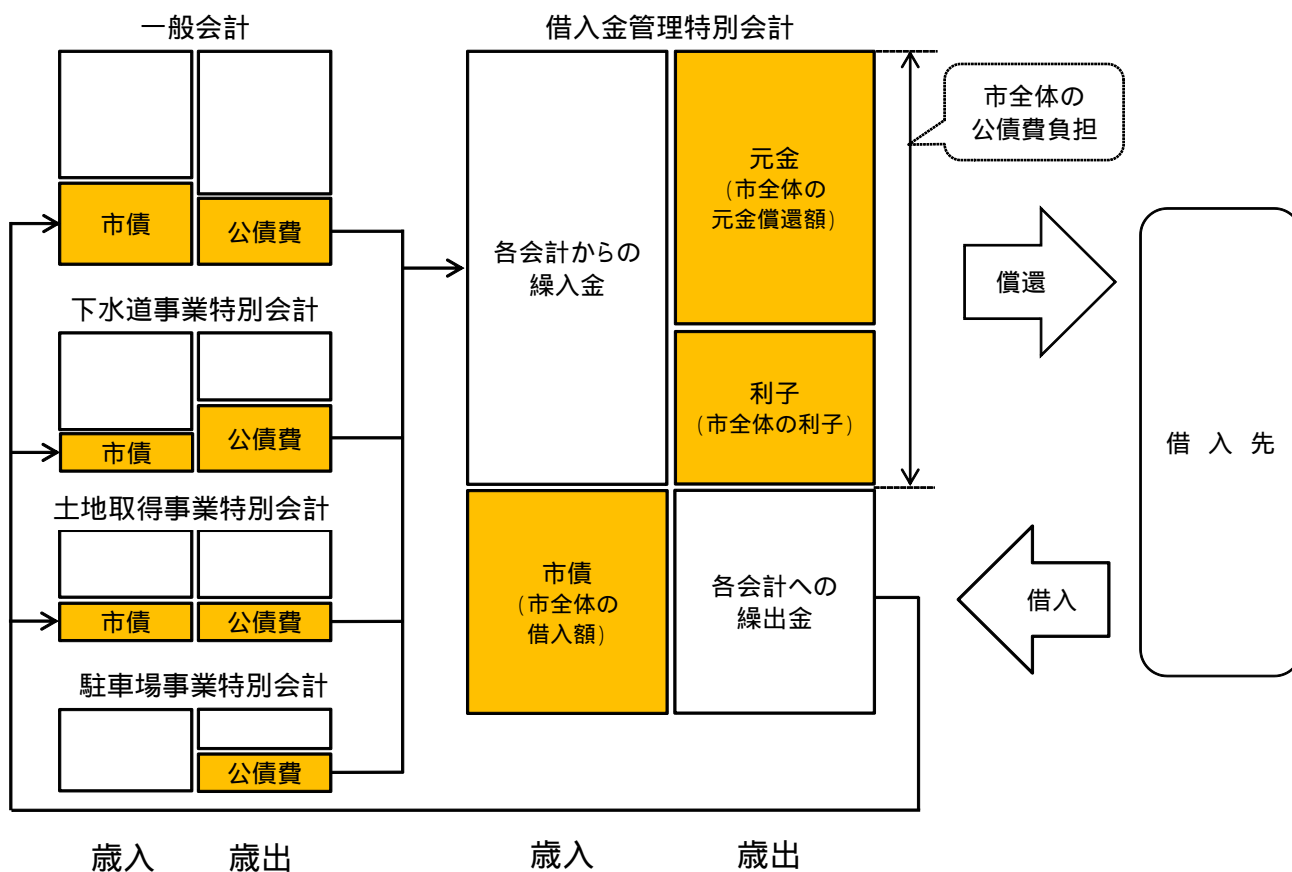 一般会計
市債
公債費
下水道事業特別会計
市債
公債費
土地取得事業特別会計
市債
公債費
駐車場事業特別会計
公債費
歳入
歳出
借入金管理特別会計
各会計からの
繰入金
元金
(市全体の
元金償還額)
利子
(市全体の利子)
市債
(市全体の
借入額)
各会計への
繰出金
歳入
歳出
市全体の
公債費負担
償還
借入
借入先